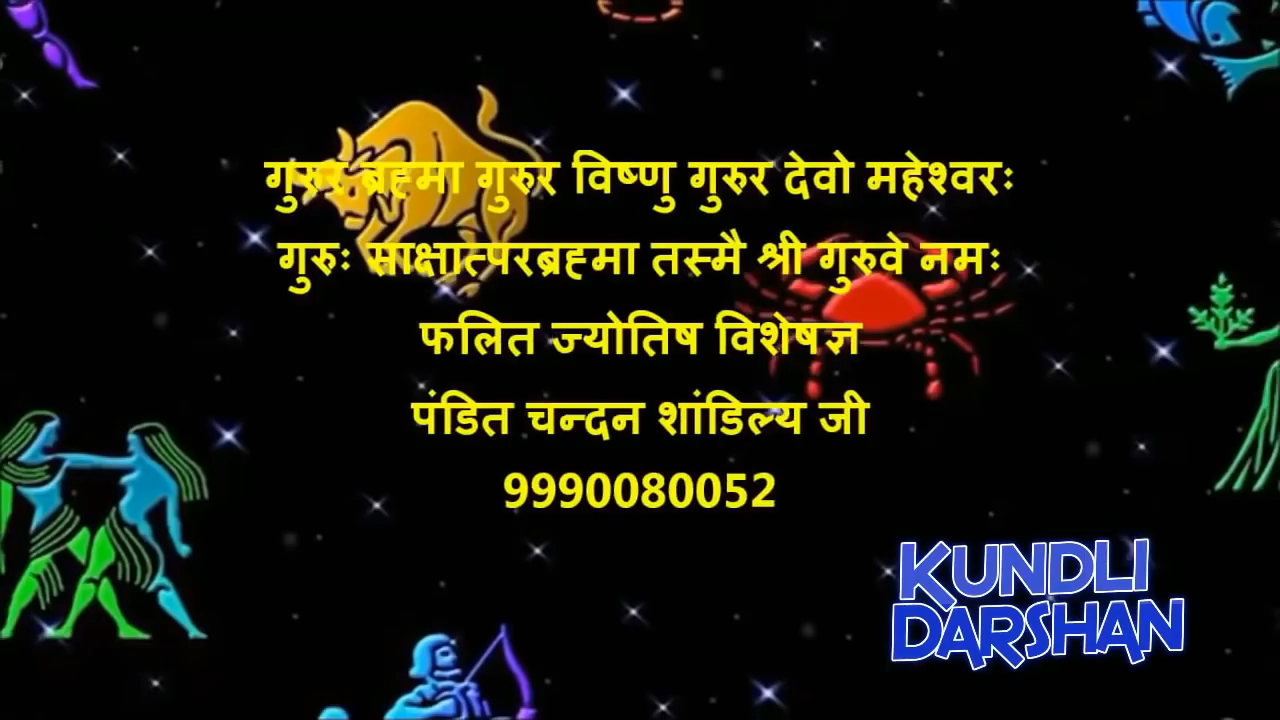 गुरुर ब्रह्मा गुरुर विष्णु गुरुर देवो महेश्वरः
गुरुः साक्षात्परब्रह्मा तस्मै श्री गुरुवे नमः
फलित ज्योतिष विशेषज्ञ
पंडित चन्दन शांडिल्य जी
9990080052
KUNDLI
DARSHAN